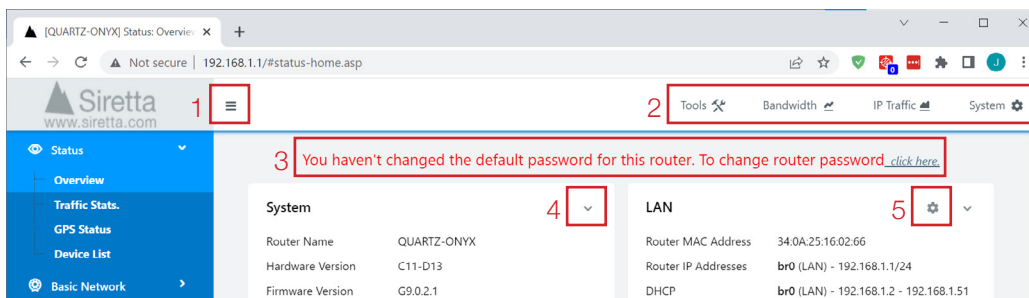 [QUARTZ-ONYX] Status: Overview
Not secure | 192.168.1.1/#status-home.asp
0
J
Siretta
www.siretta.com
1
2
Tools
Bandwidth
IP Traffic
System
Status
3
You haven't changed the default password for this router. To change router password click here.
Overview
Traffic Stats.
GPS Status
Device List
Basic Network
System
4
Router Name QUARTZ-ONYX
Hardware Version C11-D13
Firmware Version G9.0.2.1
LAN
5
Router MAC Address 34:0A:25:16:02:66
Router IP Addresses br0 (LAN) - 192.168.1.1/24
DHCP br0 (LAN) - 192.168.1.2 - 192.168.1.51